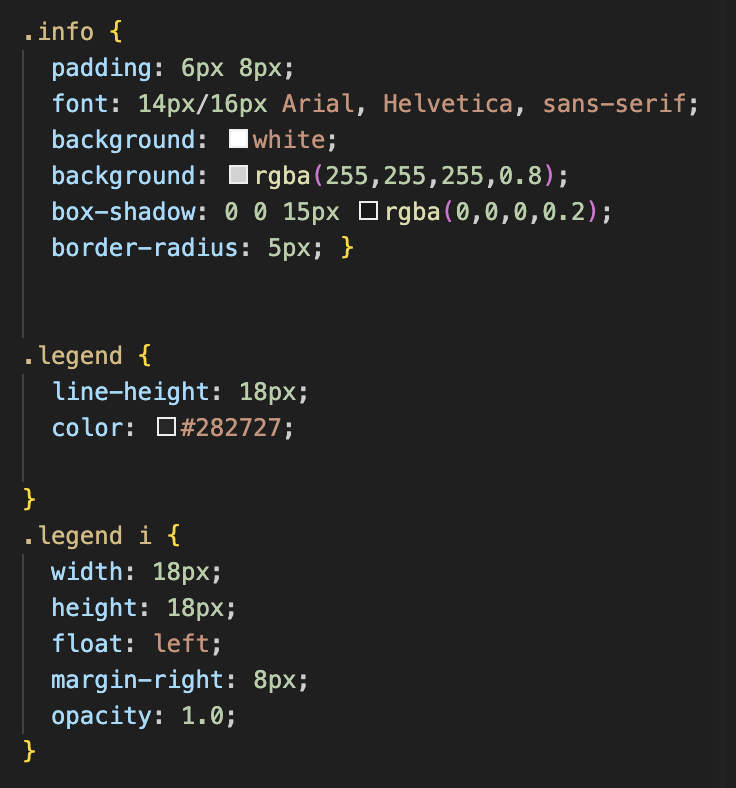 .info {
  padding: 6px 8px;
  font: 14px/16px Arial, Helvetica, sans-serif;
  background: white;
  background: rgba(255,255,255,0.8);
  box-shadow: 0 0 15px rgba(0,0,0,0.2);
  border-radius: 5px; }
.legend {
  line-height: 18px;
  color: #282727;
}
.legend i {
  width: 18px;
  height: 18px;
  float: left;
  margin-right: 8px;
  opacity: 1.0;
}